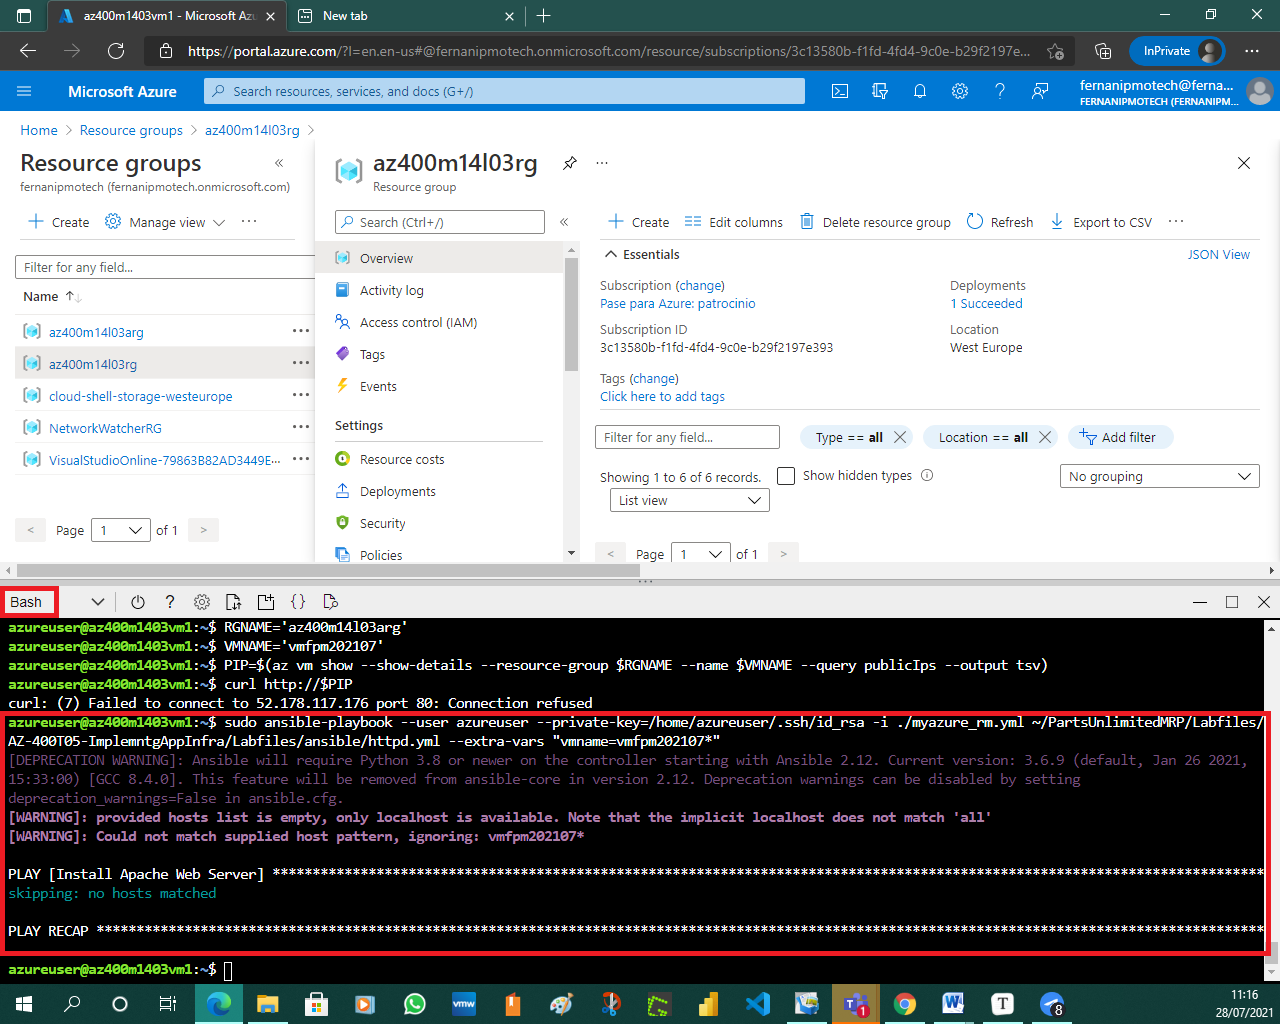 az400m1403vm1 - Microsoft Azu
New tab
https://portal.azure.com/?l=en.en-us#@fernanipmotech.onmicrosoft.com/resource/subscriptions/3c13580b-f1fd-4fd4-9c0e-b29f2197e...
InPrivate
Microsoft Azure
Search resources, services, and docs (G+/)
fernanipmotech@ferna...
FERNANIPMOTECH (FERNANIPM...
Home > Resource groups > az400m14l03rg >
Resource groups
fernanipmotech (fernanipmotech.onmicrosoft.com)
Create
Manage view
Filter for any field...
Name
az400m14l03arg
az400m14l03rg
cloud-shell-storage-westeurope
NetworkWatcherRG
VisualStudioOnline-79863B82AD3449E...
< Page 1 of 1 >
az400m14l03rg
Resource group
Search (Ctrl+/)
Overview
Activity log
Access control (IAM)
Tags
Events
Settings
Resource costs
Deployments
Security
Policies
Create
Edit columns
Delete resource group
Refresh
Export to CSV
Essentials
JSON View
Subscription (change)
Pase para Azure: patrocinio
Subscription ID
3c13580b-f1fd-4fd4-9c0e-b29f2197e393
Deployments
1 Succeeded
Location
West Europe
Tags (change)
Click here to add tags
Filter for any field...
Type == all
Location == all
Add filter
Showing 1 to 6 of 6 records.
Show hidden types
No grouping
List view
< Page 1 of 1 >
Bash
azureuser@az400m1403vm1:~$ RGNAME='az400m14l03arg'
azureuser@az400m1403vm1:~$ VMNAME='vmfpm202107'
azureuser@az400m1403vm1:~$ PIP=$(az vm show --show-details --resource-group $RGNAME --name $VMNAME --query publicIps --output tsv)
azureuser@az400m1403vm1:~$ curl http://$PIP
curl: (7) Failed to connect to 52.178.117.176 port 80: Connection refused
azureuser@az400m1403vm1:~$ sudo ansible-playbook --user azureuser --private-key=/home/azureuser/.ssh/id_rsa -i ./myazure_rm.yml ~/PartsUnlimitedMRP/Labfiles/
AZ-400T05-ImplemntgAppInfra/Labfiles/ansible/httpd.yml --extra-vars "vmname=vmfpm202107*"
[DEPRECATION WARNING]: Ansible will require Python 3.8 or newer on the controller starting with Ansible 2.12. Current version: 3.6.9 (default, Jan 26 2021,
15:33:00) [GCC 8.4.0]. This feature will be removed from ansible-core in version 2.12. Deprecation warnings can be disabled by setting
deprecation_warnings=False in ansible.cfg.
[WARNING]: provided hosts list is empty, only localhost is available. Note that the implicit localhost does not match 'all'
[WARNING]: Could not match supplied host pattern, ignoring: vmfpm202107*
PLAY [Install Apache Web Server] ****************************************************************************************************************************
skipping: no hosts matched
PLAY RECAP **************************************************************************************************************************************************
azureuser@az400m1403vm1:~$
11:16
28/07/2021